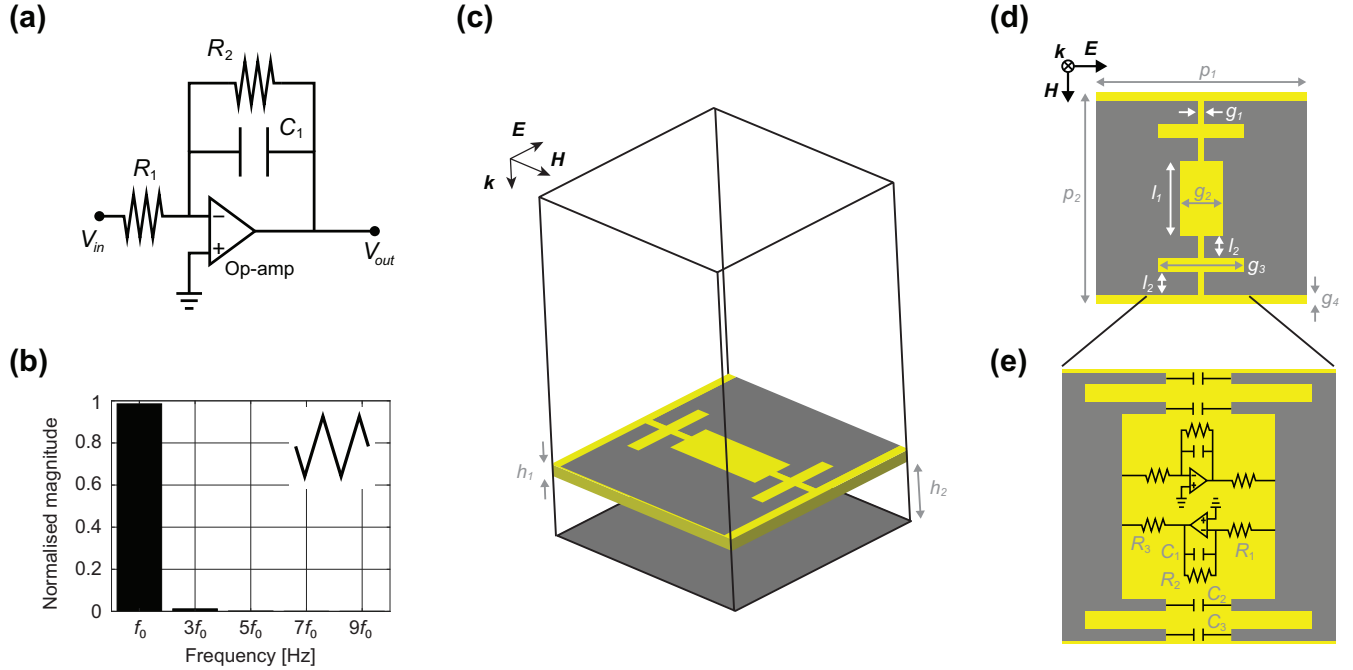 (a)
R2
C1
R1
Vin
−
+
Op-amp
Vout
(b)
Normalised magnitude
1
0.8
0.6
0.4
0.2
0
f0 3f0 5f0 7f0 9f0
Frequency [Hz]
(c)
E
H
k
h1
h2
(d)
k E
H
p1
g1
p2
l1
g2
l2
g3
l2
g4
(e)
−
+
+
−
R3
C1
R1
R2
C2
C3